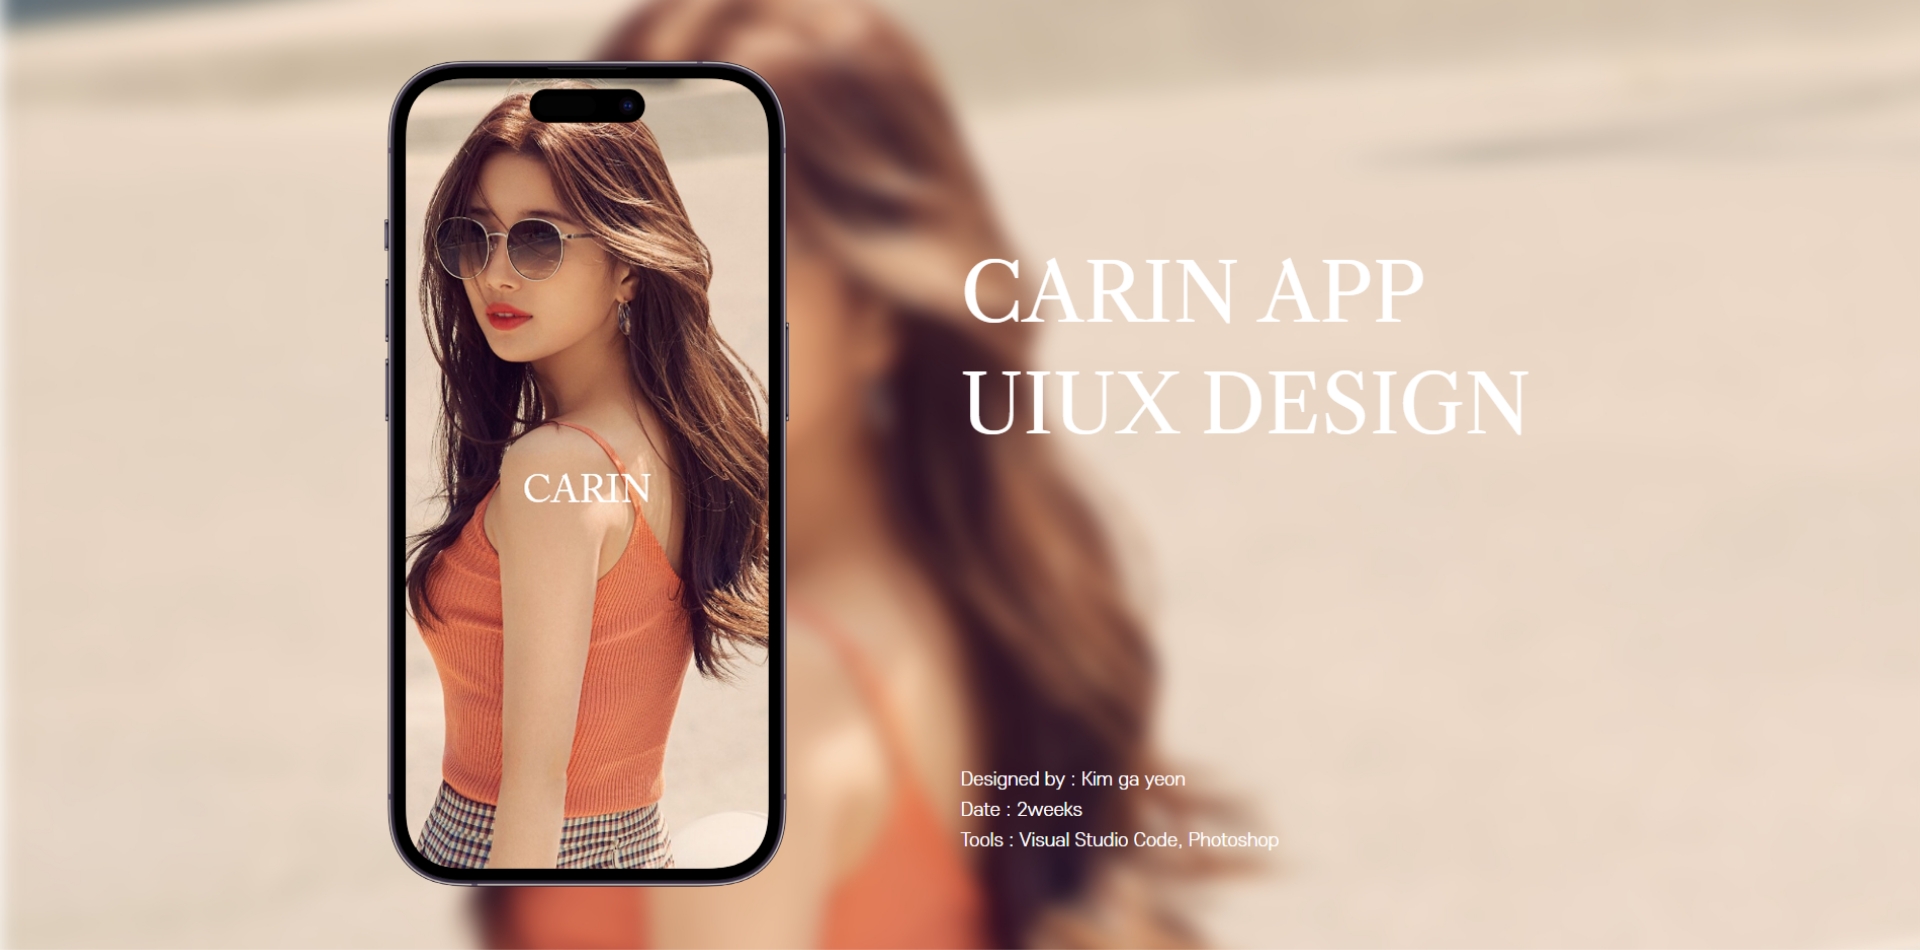 CARIN
CARIN APP
UIUX DESIGN
Designed by : Kim ga yeon
Date : 2weeks
Tools : Visual Studio Code, Photoshop